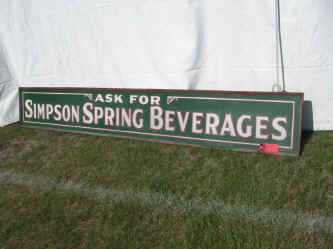 ASK FOR
SIMPSON SPRING BEVERAGES